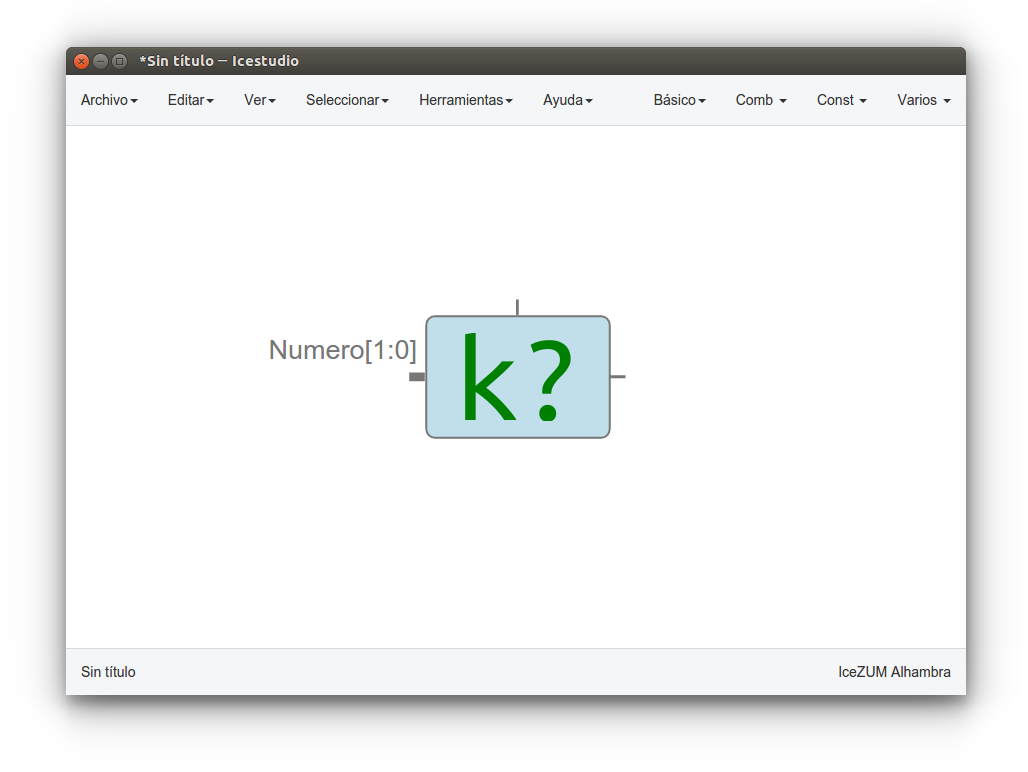 *Sin título — Icestudio
Archivo Editar Ver Seleccionar Herramientas Ayuda Básico Comb Const Varios
Numero[1:0]
k?
Sin título IceZUM Alhambra